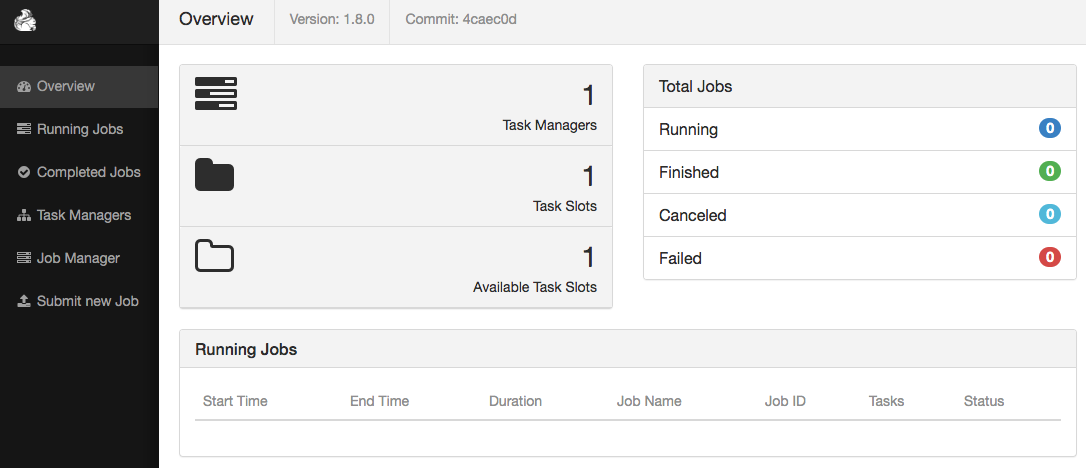 Overview
Version: 1.8.0
Commit: 4caec0d
Overview
Running Jobs
Completed Jobs
Task Managers
Job Manager
Submit new Job
1
Task Managers
1
Task Slots
1
Available Task Slots
Total Jobs
Running 0
Finished 0
Canceled 0
Failed 0
Running Jobs
Start Time End Time Duration Job Name Job ID Tasks Status